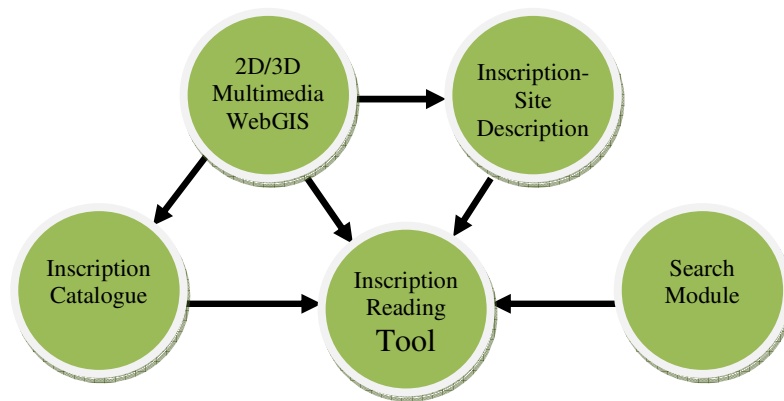 2D/3D
Multimedia
WebGIS
Inscription-
Site
Description
Inscription
Catalogue
Inscription
Reading
Tool
Search
Module